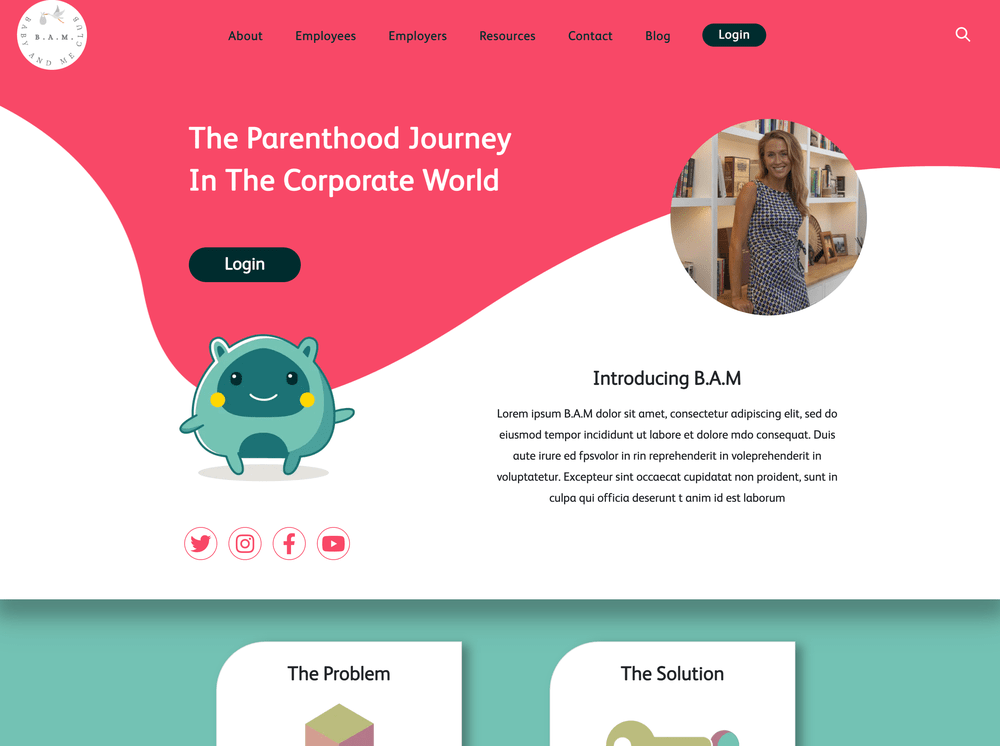 B.A.M.
BABY AND ME CLUB
About
Employees
Employers
Resources
Contact
Blog
Login
The Parenthood Journey
In The Corporate World
Login
Introducing B.A.M
Lorem ipsum B.A.M dolor sit amet, consectetur adipiscing elit, sed do
eiusmod tempor incididunt ut labore et dolore mdo consequat. Duis
aute irure ed fpsvolor in rin reprehenderit in voleprehenderit in
voluptatetur. Excepteur sint occaecat cupidatat non proident, sunt in
culpa qui officia deserunt t anim id est laborum
The Problem
The Solution